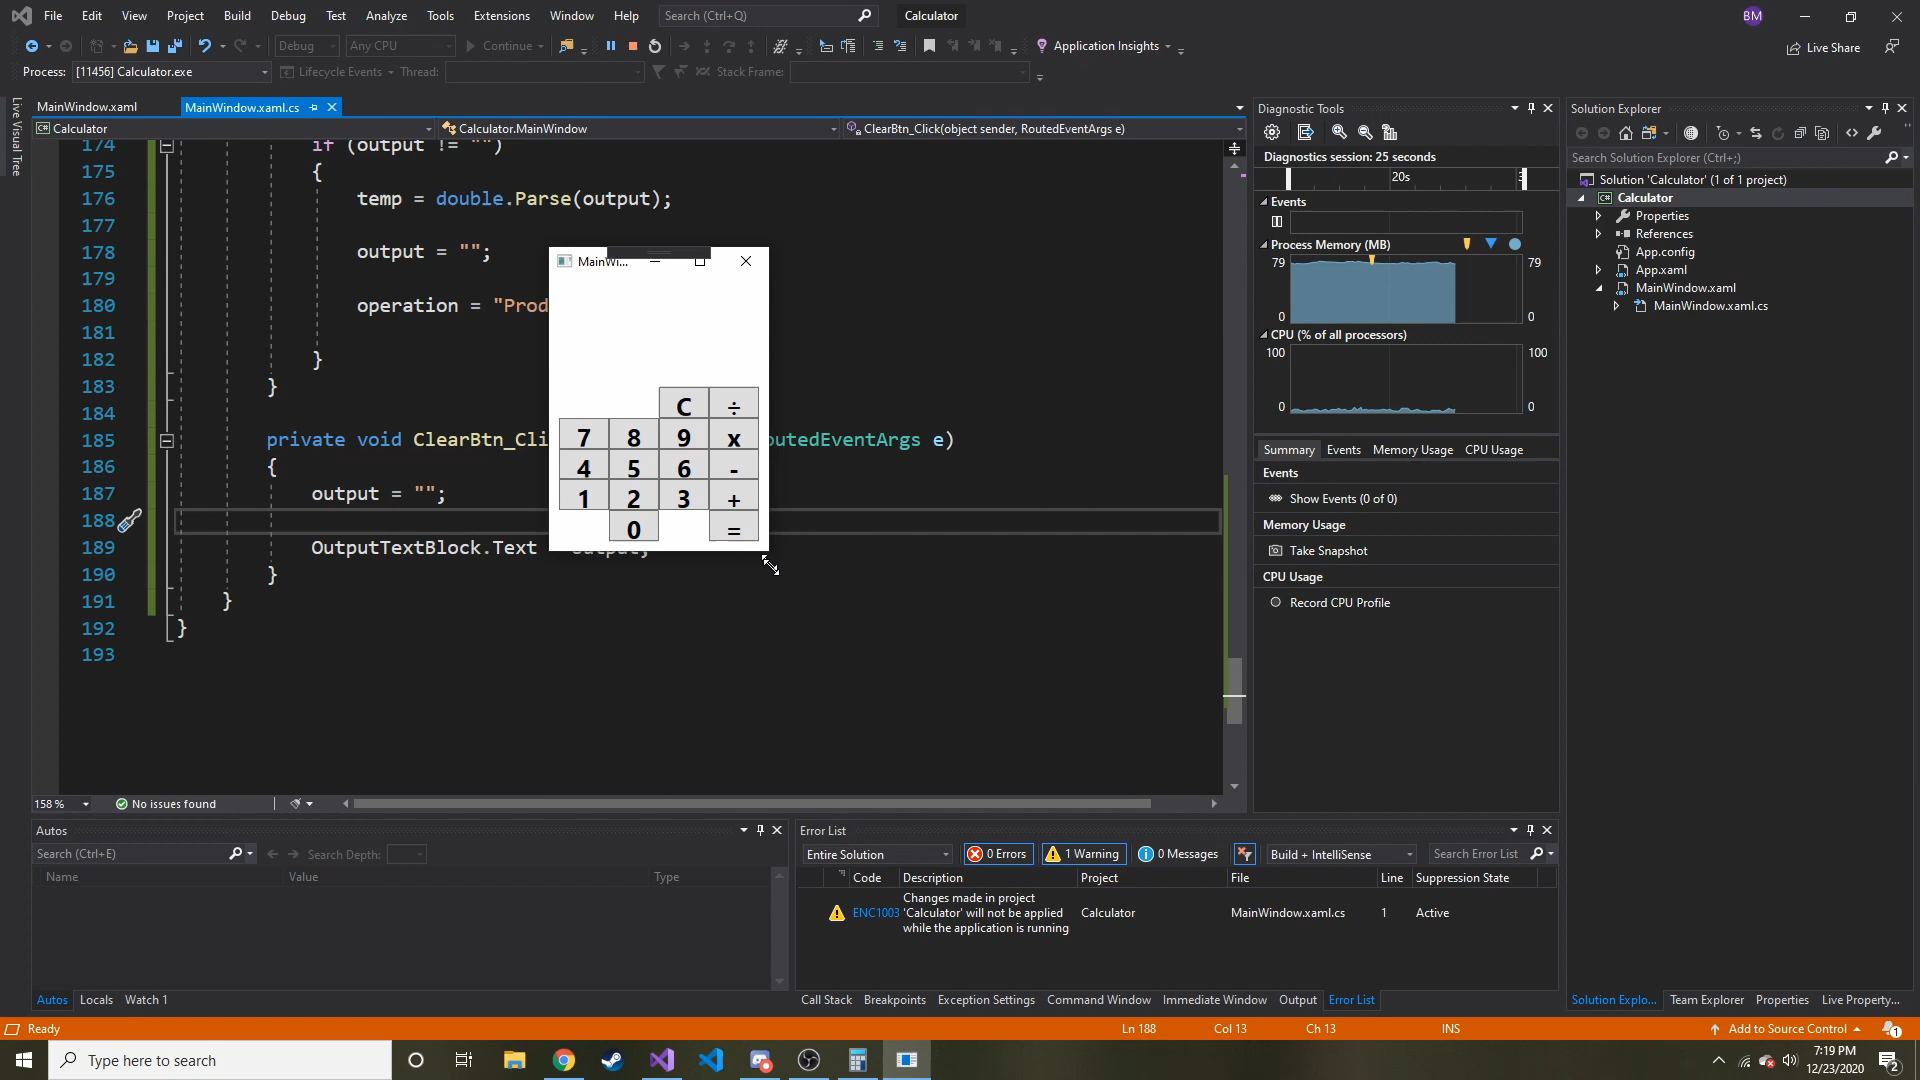 File Edit View Project Build Debug Test Analyze Tools Extensions Window Help Search (Ctrl+Q) Calculator BM
Debug Any CPU Continue Application Insights Live Share
Process: [11456] Calculator.exe Lifecycle Events Thread: Stack Frame:
Live Visual Tree
MainWindow.xaml MainWindow.xaml.cs
Calculator Calculator.MainWindow ClearBtn_Click(object sender, RoutedEventArgs e)
174 if (output != "")
175 {
176 temp = double.Parse(output);
177
178 output = "";
179
180 operation = "Prod
181
182 }
183 }
184
185 private void ClearBtn_Cli outedEventArgs e)
186 {
187 output = "";
188
189 OutputTextBlock.Text output;
190 }
191 }
192 }
193
MainWi...
C ÷
7 8 9 x
4 5 6 -
1 2 3 +
0 =
158 % No issues found
Diagnostic Tools
Diagnostics session: 25 seconds
20s
Events
Process Memory (MB)
79 79
0 0
CPU (% of all processors)
100 100
0 0
Summary Events Memory Usage CPU Usage
Events
Show Events (0 of 0)
Memory Usage
Take Snapshot
CPU Usage
Record CPU Profile
Solution Explorer
Search Solution Explorer (Ctrl+;)
Solution 'Calculator' (1 of 1 project)
Calculator
Properties
References
App.config
App.xaml
MainWindow.xaml
MainWindow.xaml.cs
Autos
Search (Ctrl+E) Search Depth:
Name Value Type
Autos Locals Watch 1
Error List
Entire Solution 0 Errors 1 Warning 0 Messages Build + IntelliSense Search Error List
Code Description Project File Line Suppression State
ENC1003 Changes made in project 'Calculator' will not be applied while the application is running Calculator MainWindow.xaml.cs 1 Active
Call Stack Breakpoints Exception Settings Command Window Immediate Window Output Error List
Solution Explo... Team Explorer Properties Live Property...
Ready Ln 188 Col 13 Ch 13 INS Add to Source Control 1
Type here to search
7:19 PM
12/23/2020
2